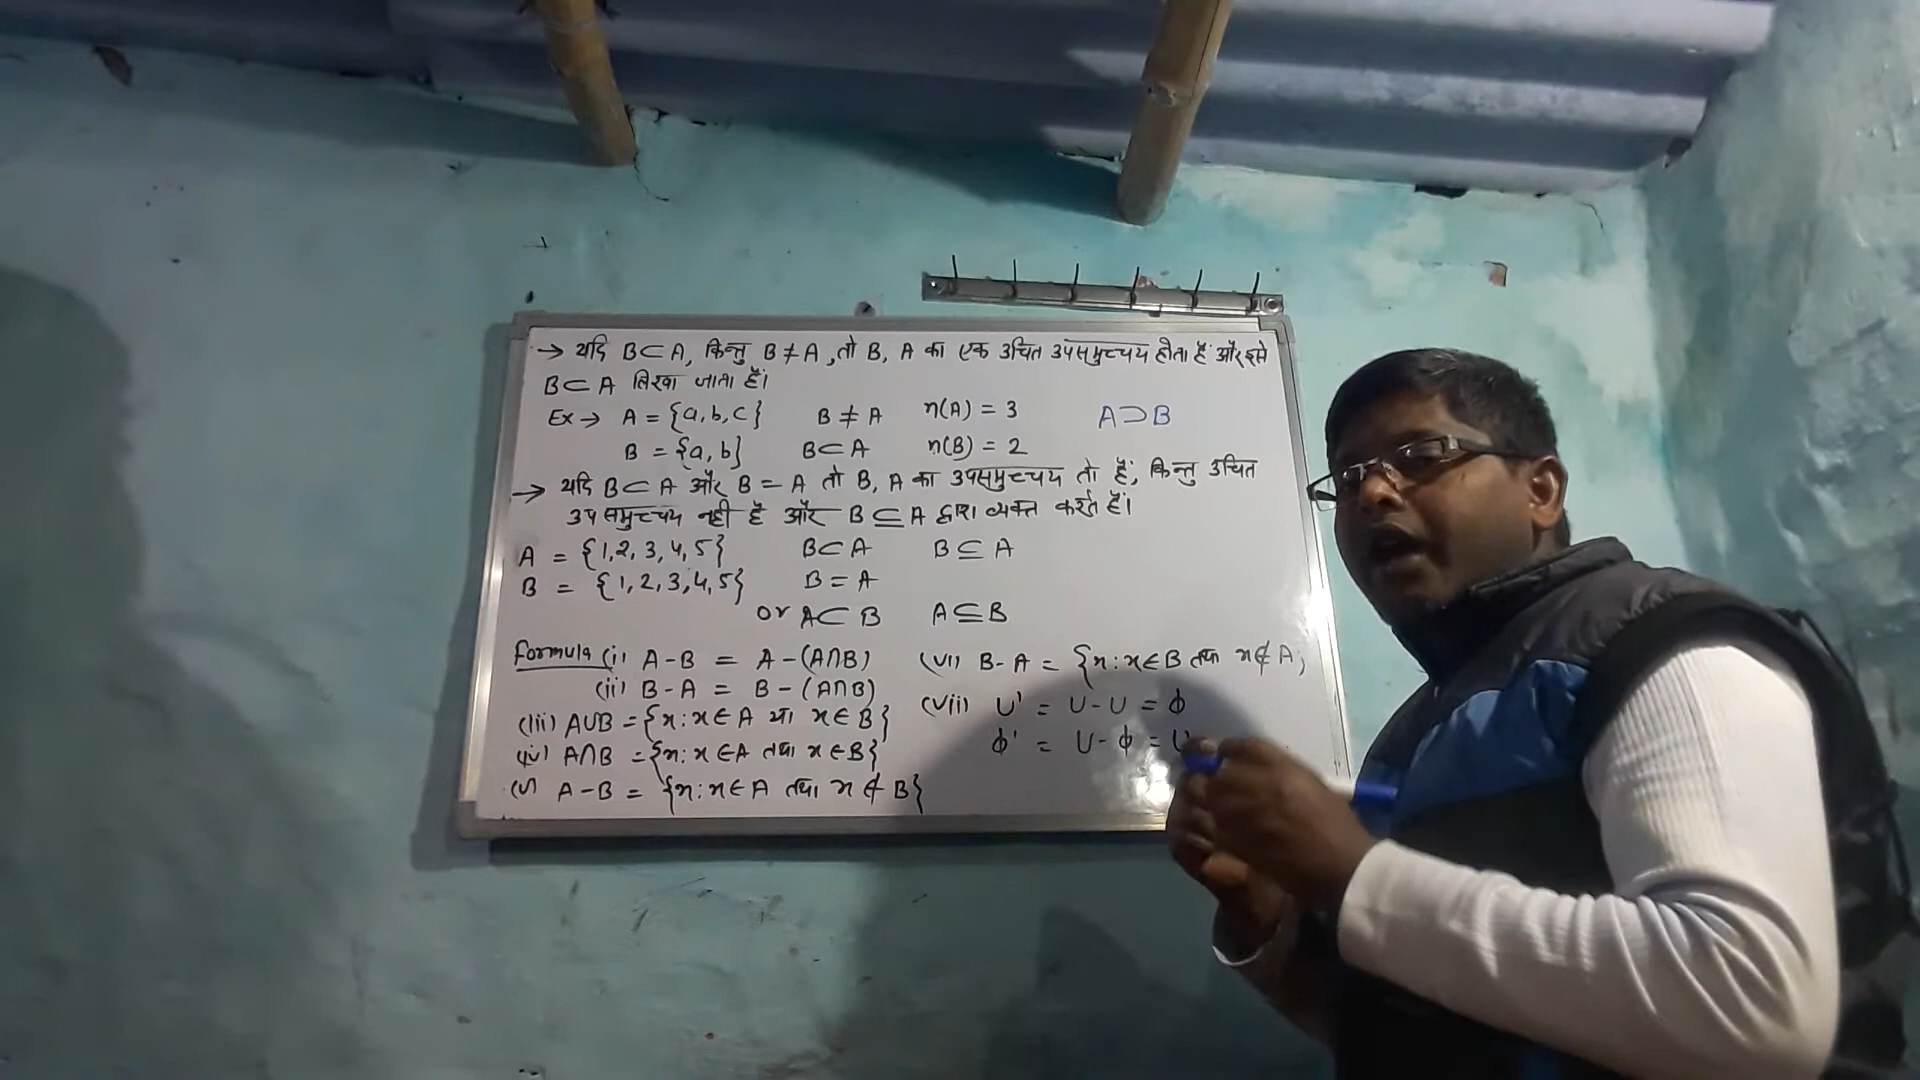 → यदि B⊂A, किन्तु B≠A, तो B, A का एक उचित उपसमुच्चय होता है और इसे
B⊂A लिखा जाता है।
Ex → A = {a,b,c} B≠A n(A) = 3 A⊃B
B = {a,b} B⊂A n(B) = 2
→ यदि B⊂A और B = A तो B, A का उपसमुच्चय तो है, किन्तु उचित
उपसमुच्चय नही है और B⊆A द्वारा व्यक्त करते हैं।
A = {1,2,3,4,5} B⊂A B⊆A
B = {1,2,3,4,5} B = A
or A⊂B A⊆B
Formula (i) A-B = A-(A∩B)
(ii) B-A = B-(A∩B)
(iii) A∪B = {x:x∈A या x∈B}
(iv) A∩B = {x:x∈A तथा x∈B}
(v) A-B = {x:x∈A तथा x∉B}
(vi) B-A = {x:x∈B तथा x∉A}
(vii) U' = U-U = ϕ
ϕ' = U-ϕ = U